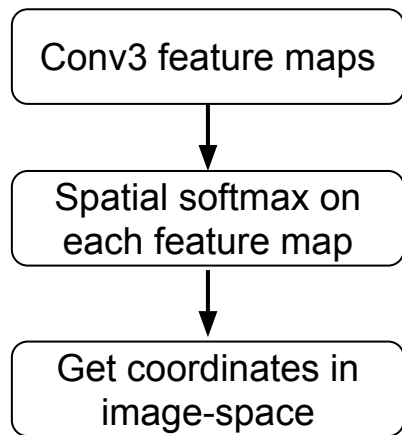 Conv3 feature maps
Spatial softmax on
each feature map
Get coordinates in
image-space